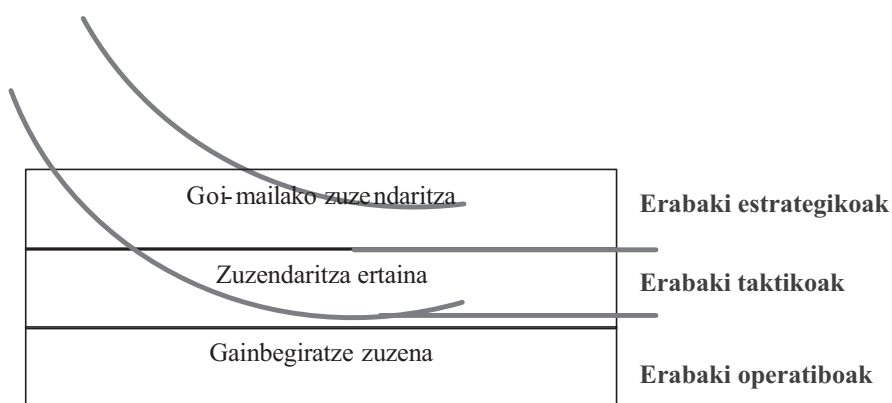 Goi-mailako zuzendaritza
Erabaki estrategikoak
Zuzendaritza ertaina
Erabaki taktikoak
Gainbegiratze zuzena
Erabaki operatiboak